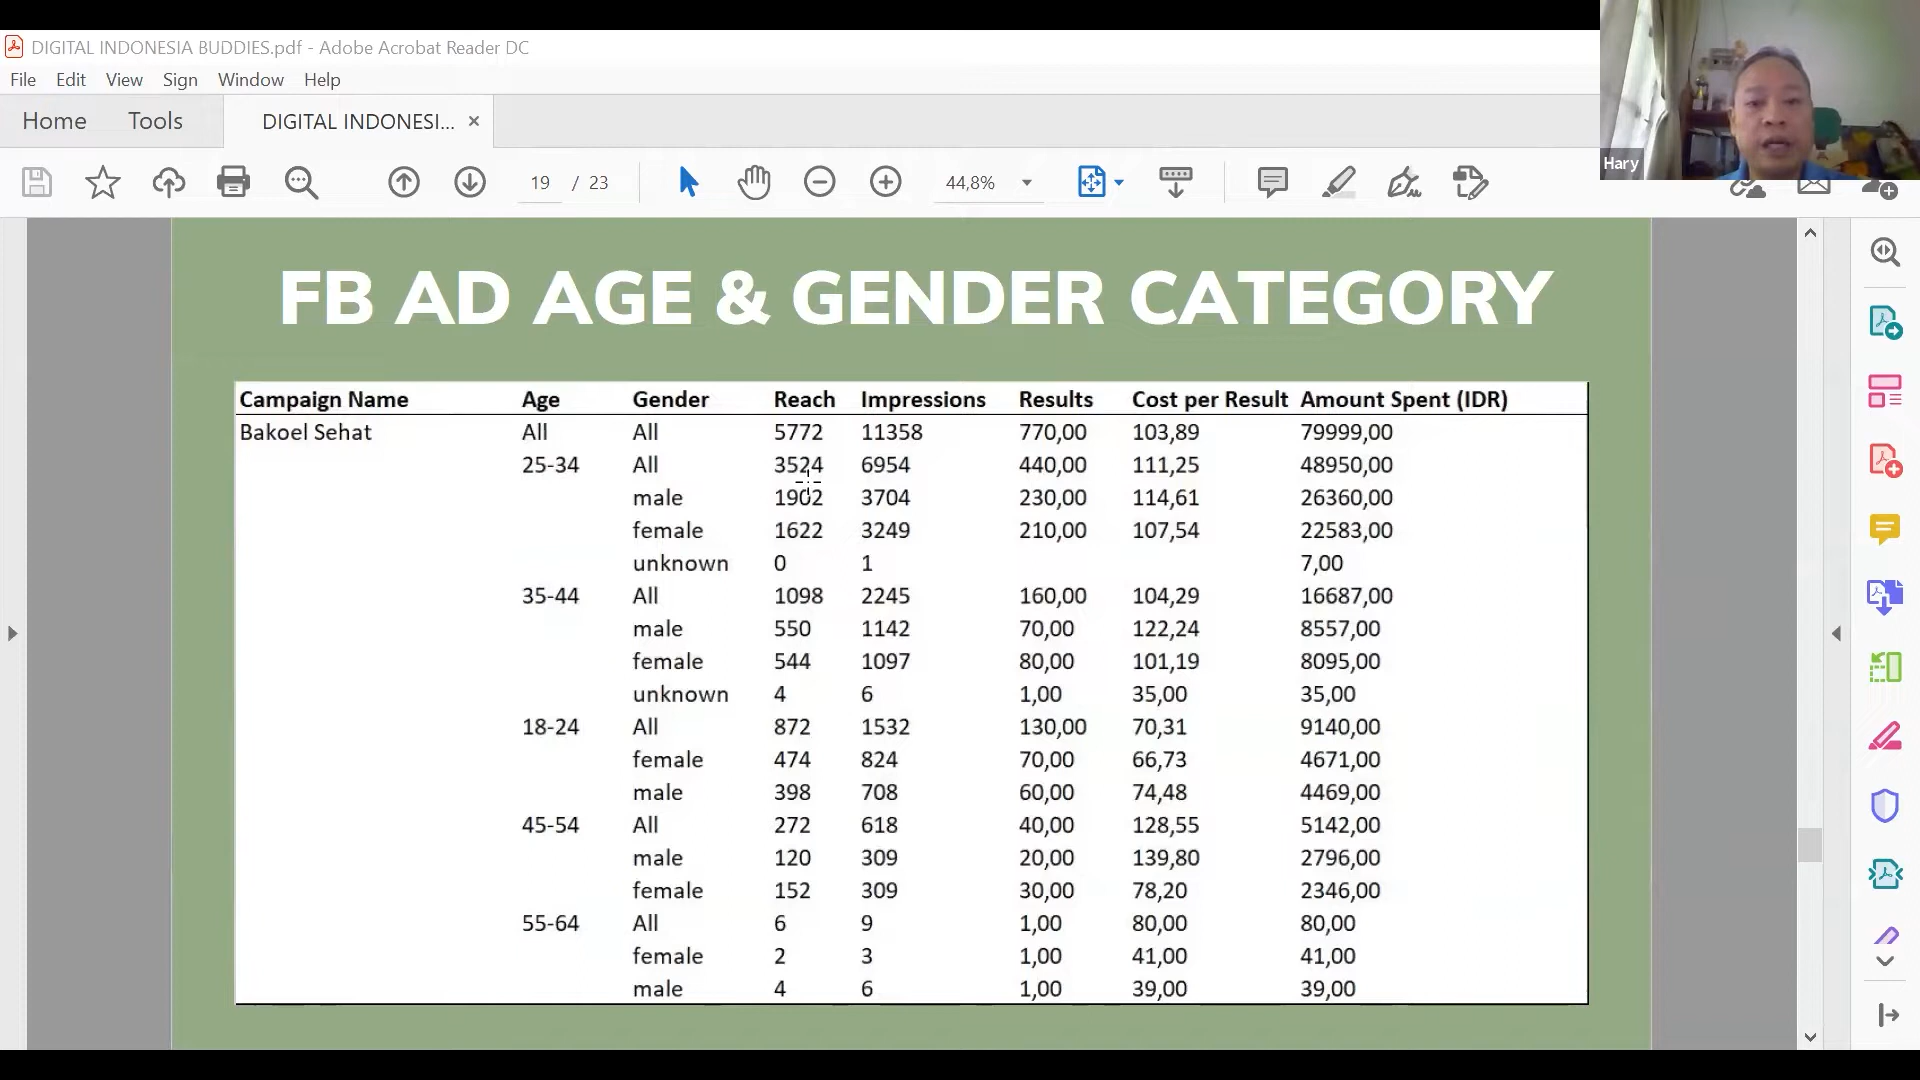 DIGITAL INDONESIA BUDDIES.pdf - Adobe Acrobat Reader DC
File Edit View Sign Window Help
Home Tools DIGITAL INDONESI... ×
19 / 23 44,8%
Hary
FB AD AGE & GENDER CATEGORY
Campaign Name Age Gender Reach Impressions Results Cost per Result Amount Spent (IDR)
Bakoel Sehat All All 5772 11358 770,00 103,89 79999,00
25-34 All 3524 6954 440,00 111,25 48950,00
male 1902 3704 230,00 114,61 26360,00
female 1622 3249 210,00 107,54 22583,00
unknown 0 1 7,00
35-44 All 1098 2245 160,00 104,29 16687,00
male 550 1142 70,00 122,24 8557,00
female 544 1097 80,00 101,19 8095,00
unknown 4 6 1,00 35,00 35,00
18-24 All 872 1532 130,00 70,31 9140,00
female 474 824 70,00 66,73 4671,00
male 398 708 60,00 74,48 4469,00
45-54 All 272 618 40,00 128,55 5142,00
male 120 309 20,00 139,80 2796,00
female 152 309 30,00 78,20 2346,00
55-64 All 6 9 1,00 80,00 80,00
female 2 3 1,00 41,00 41,00
male 4 6 1,00 39,00 39,00